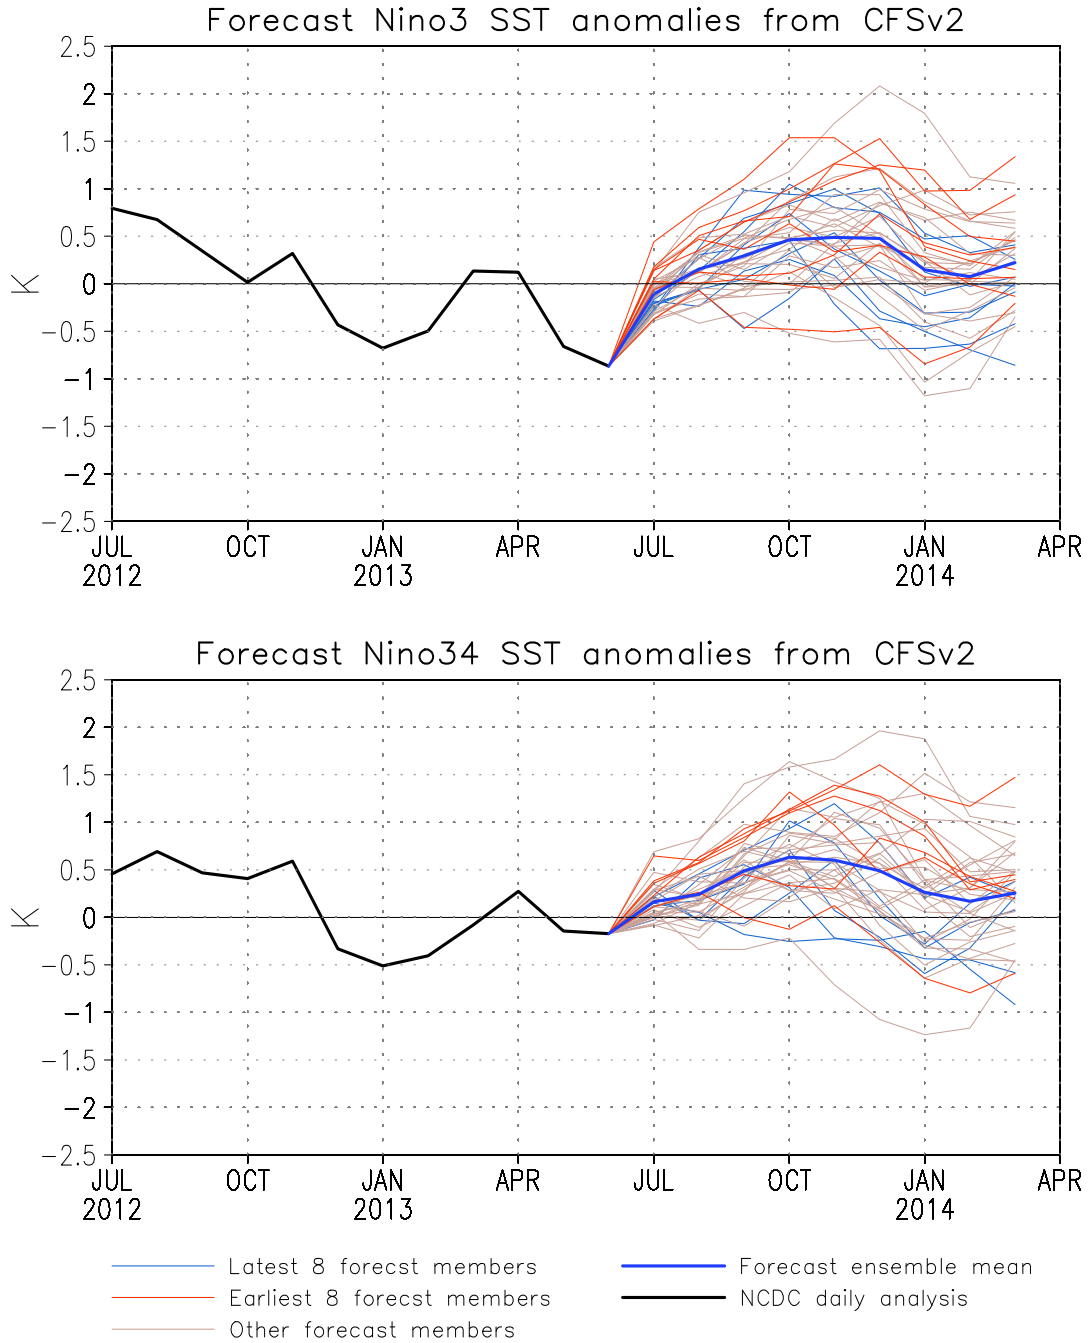 Forecast Nino3 SST anomalies from CFSv2
2.5
2
1.5
1
0.5
0
−0.5
−1
−1.5
−2
−2.5
K
JUL OCT JAN APR JUL OCT JAN APR
2012 2013 2014
Forecast Nino34 SST anomalies from CFSv2
2.5
2
1.5
1
0.5
0
−0.5
−1
−1.5
−2
−2.5
K
JUL OCT JAN APR JUL OCT JAN APR
2012 2013 2014
Latest 8 forecst members
Earliest 8 forecst members
Other forecast members
Forecast ensemble mean
NCDC daily analysis